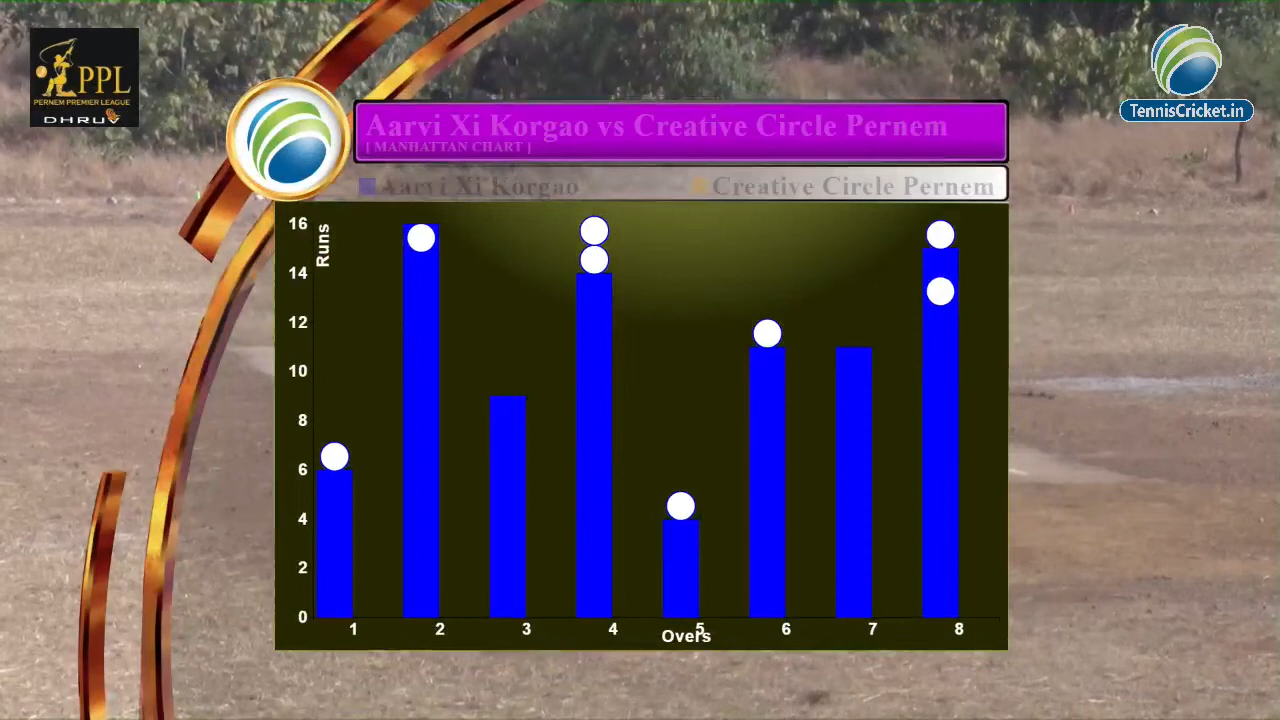 PPL
PERNEM PREMIER LEAGUE
DHRUV
TennisCricket.in
Aarvi Xi Korgao vs Creative Circle Pernem
[ MANHATTAN CHART ]
Aarvi Xi Korgao Creative Circle Pernem
Runs
16
14
12
10
8
6
4
2
0
1 2 3 4 5 6 7 8
Overs